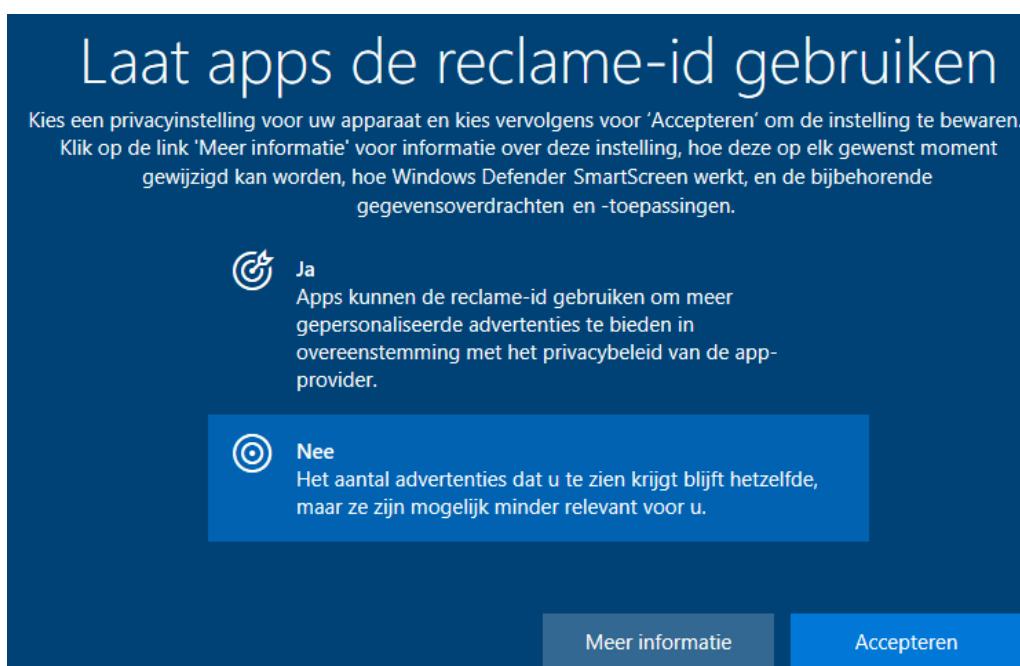 Laat apps de reclame-id gebruiken
Kies een privacyinstelling voor uw apparaat en kies vervolgens voor ‘Accepteren’ om de instelling te bewaren.
Klik op de link 'Meer informatie' voor informatie over deze instelling, hoe deze op elk gewenst moment
gewijzigd kan worden, hoe Windows Defender SmartScreen werkt, en de bijbehorende
gegevensoverdrachten en -toepassingen.
Ja
Apps kunnen de reclame-id gebruiken om meer
gepersonaliseerde advertenties te bieden in
overeenstemming met het privacybeleid van de app-
provider.
Nee
Het aantal advertenties dat u te zien krijgt blijft hetzelfde,
maar ze zijn mogelijk minder relevant voor u.
Meer informatie
Accepteren